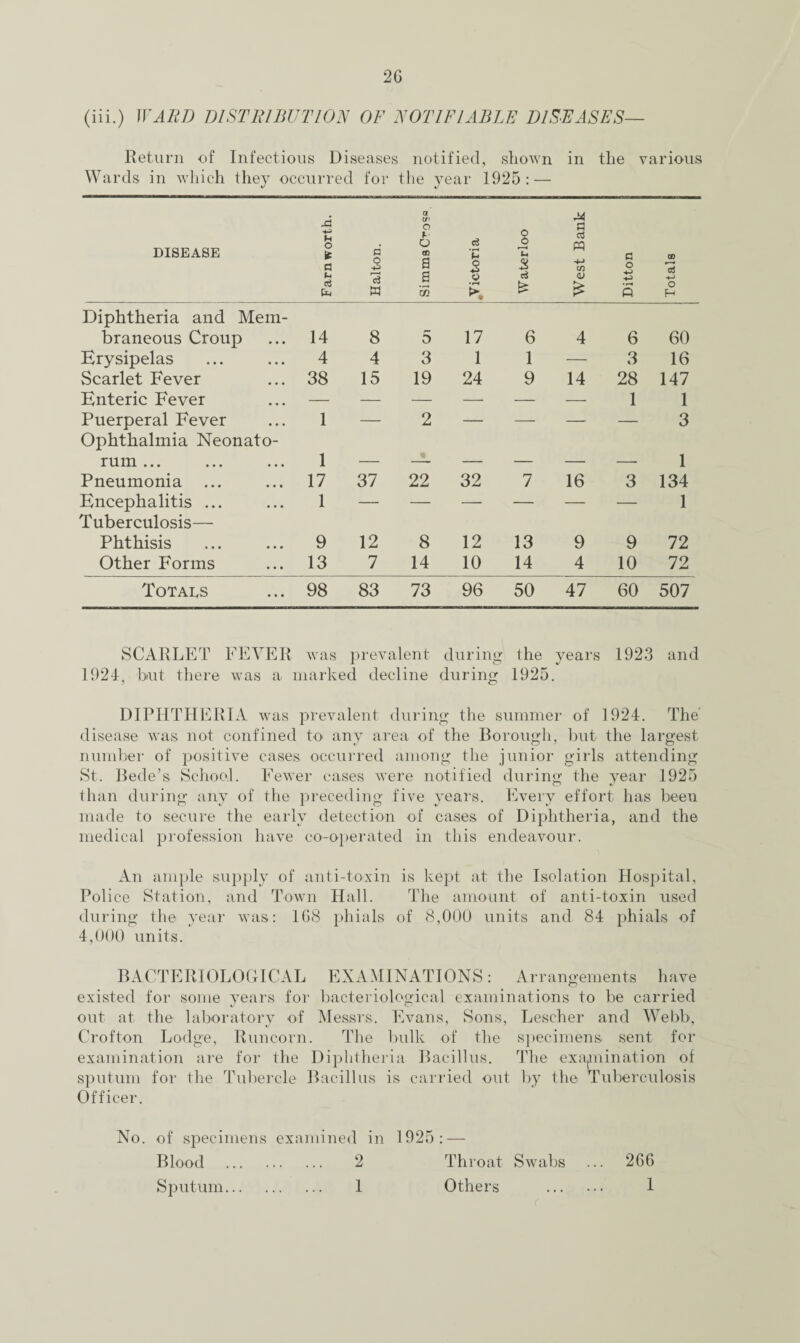 26
(iii.) WARD DISTRIBUTION OF NOTIFIABLE DISEASES—
Return of Infectious Diseases notified, shown in the various
Wards in which they occurred for the year 1925:—
DISEASE Farnworth. Halton. Simms Cross Victoria Waterloo West Bank Ditton Totals
Diphtheria and Mem-
braneous Croup ... 14 8 5 17 6 4 6 60
Erysipelas ... ... 4 4 3 1 1 — 3 16
Scarlet Fever ... 38 15 19 24 9 14 28 147
Enteric Fever ... — — — — — — 1 1
Puerperal Fever ... 1 — 2 — — — — 3
Ophthalmia Neonato-
rum ... ... ... 1 — — — — — — 1
Pneumonia ... ... 17 37 22 32 7 16 3 134
Encephalitis ... ... 1 — — — — — — 1
Tuberculosis—
Phthisis ... ... 9 12 8 12 13 9 9 72
Other Forms ... 13 7 14 10 14 4 10 72
Totals ... 98 83 73 96 50 47 60 507
SCARLET FEVER was prevalent during the years 1923 and
1924, but there was a marked decline during 1925.
DIPHTHERIA was prevalent during the summer of 1924. The
disease was not confined to any area of the Borough, but the largest
number of positive cases occurred among the junior girls attending
St. Bede's School. Fewer cases were notified during the year 1925
than during any of the preceding five years. Every effort has been
made to secure the early detection of cases of Diphtheria, and the
medical profession have co-operated in this endeavour.
An ample supply of anti-toxin is kept at the Isolation Hospital,
Police Station, and Town Hall. The amount of anti-toxin used
during the year was: 168 phials of 8,000 units and 84 phials of
4,000 units.
BACTERIOLOGICAL EXAMINATIONS: Arrangements have
existed for some years for bacteriological examinations to be carried
out at the laboratory of Messrs. Evans, Sons, Lescher and Webb,
Crofton Lodge, Runcorn. The bulk of the specimens sent for
examination are for the Diphtheria Bacillus. The examination of
sputum for the Tubercle Bacillus is carried out by the Tuberculosis
Officer.
No. of specimens examined in 1925:—
Blood ... ... ... 2 Throat Swabs ... 266
Sputum... ... ... 1 Others ... ... 1